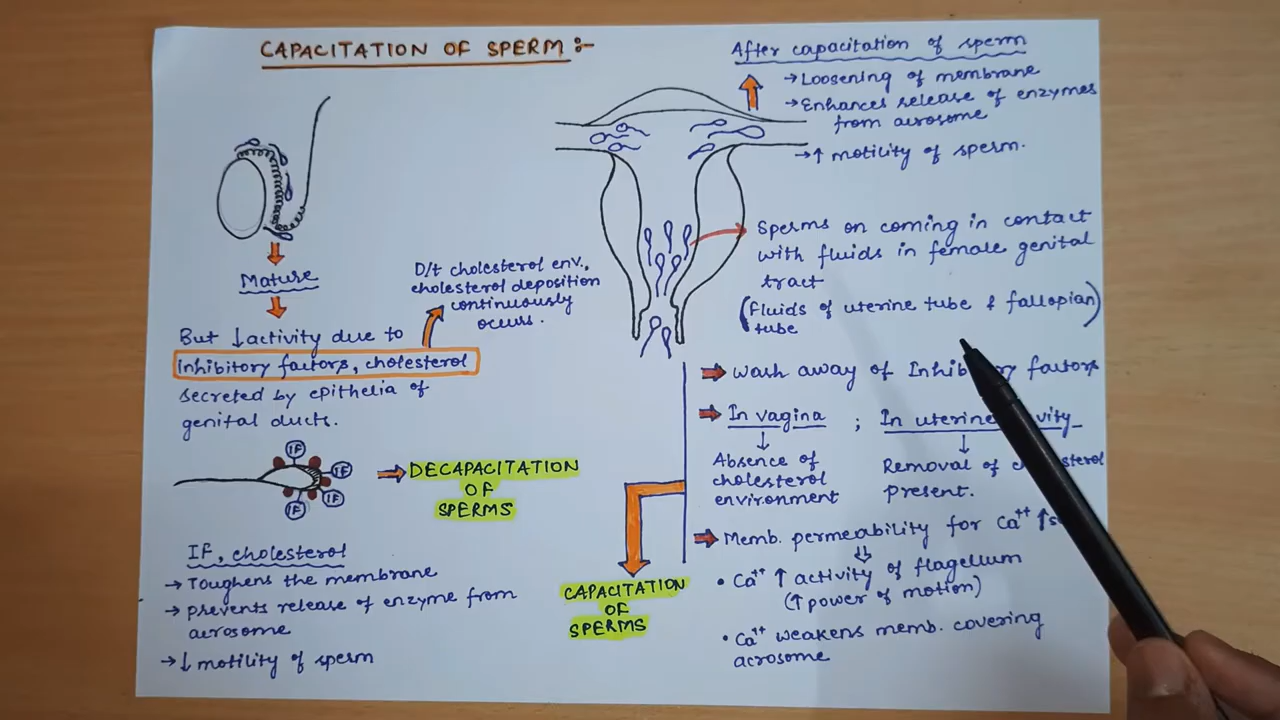 CAPACITATION OF SPERM :-
Mature
But ↓activity due to
Inhibitory factors, cholesterol
secreted by epithelia of
genital ducts.
D/t cholesterol env.,
cholesterol deposition
continuously
occurs.
IF
IF
IF
IF
DECAPACITATION
OF
SPERMS
IF, cholesterol
→ Toughens the membrane
→ prevents release of enzyme from
acrosome
→ ↓ motility of sperm
After capacitation of sperm
→ Loosening of membrane
→ Enhances release of enzymes
from acrosome
→ ↑ motility of sperm.
Sperms on coming in contact
with fluids in female genital
tract
(Fluids of uterine tube & fallopian)
tube
⇒ Wash away of Inhib ry factors
⇒ In vagina ; In uterine vity
↓ ↓
Absence of
cholesterol
environment
Removal of
present.
⇒ Memb. permeability for Ca++ ↑s
⇓
• Ca++ ↑ activity of flagellum
(↑ power of motion)
• Ca++ weakens memb. covering
acrosome
CAPACITATION
OF
SPERMS